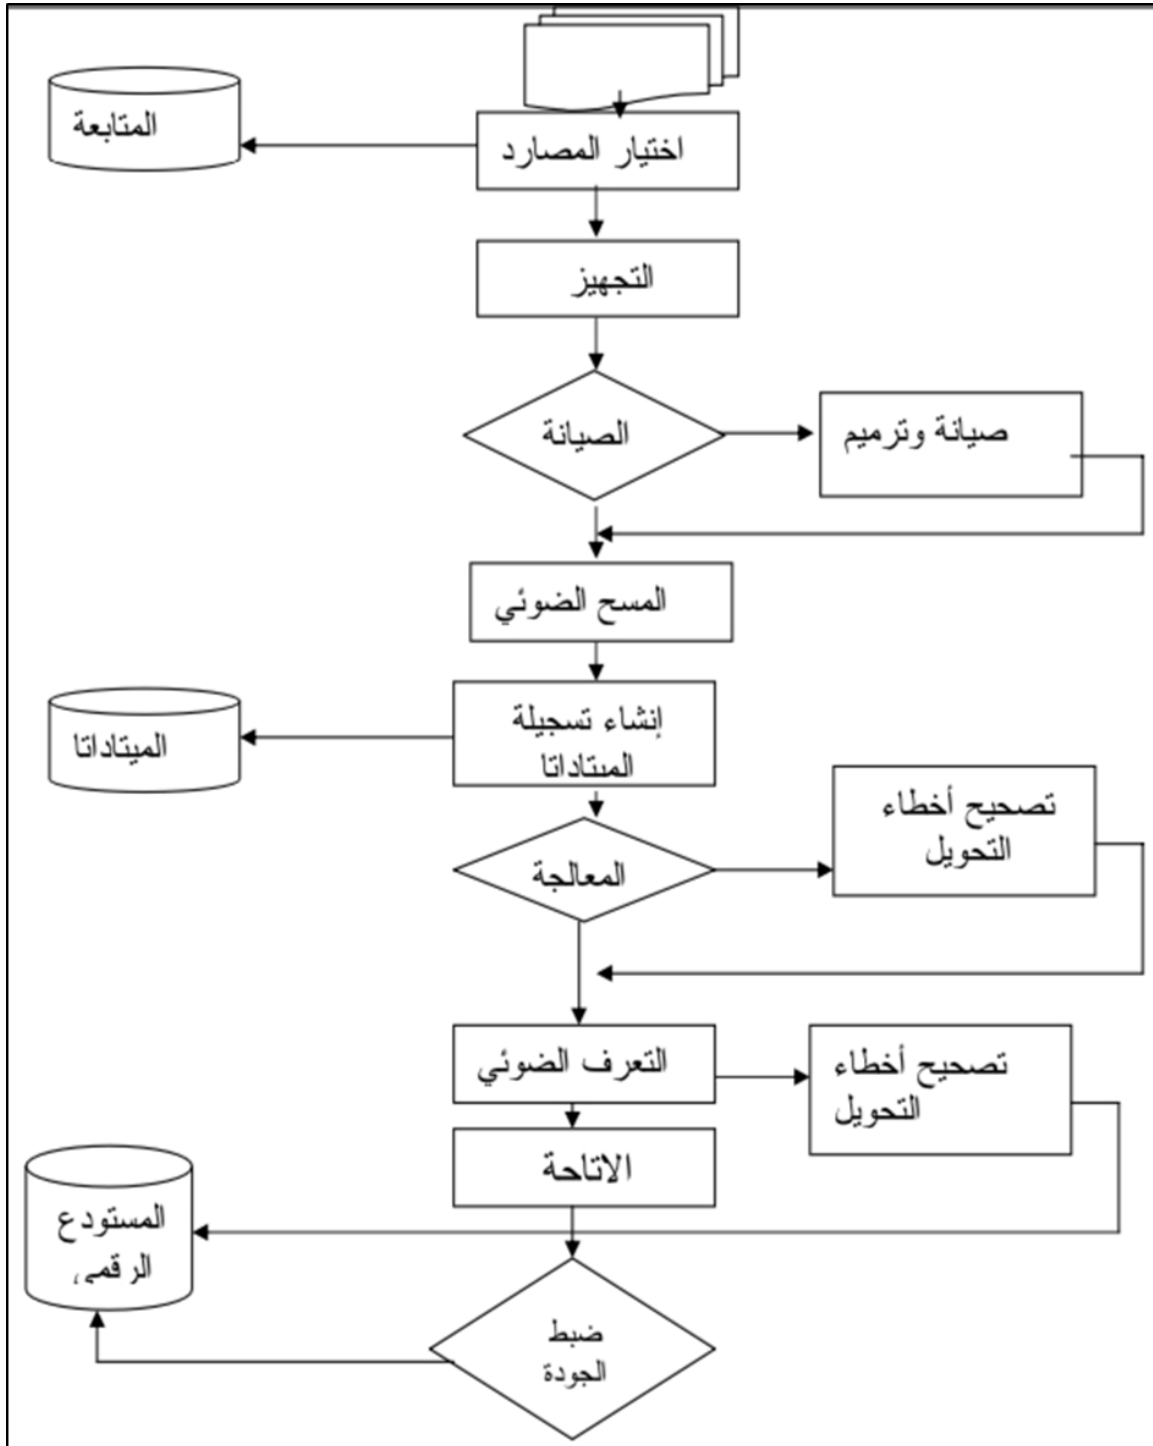 اختيار المصارد
المتابعة
التجهيز
الصيانة
صيانة وترميم
المسح الضوئي
إنشاء تسجيلة
الميتاداتا
الميتاداتا
المعالجة
تصحيح أخطاء
التحويل
التعرف الضوئي
تصحيح أخطاء
التحويل
الاتاحة
المستودع
الرقمي
ضبط
الجودة